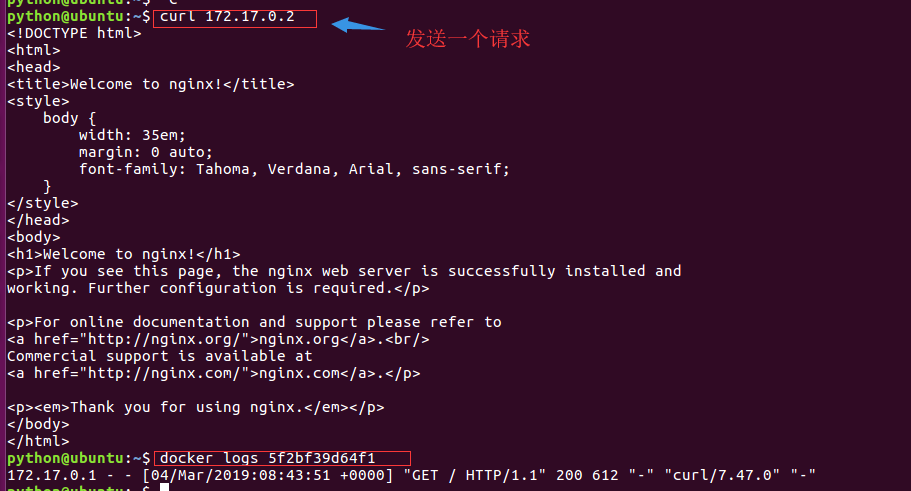 python@ubuntu:~$ curl 172.17.0.2
发送一个请求
<!DOCTYPE html>
<html>
<head>
<title>Welcome to nginx!</title>
<style>
    body {
        width: 35em;
        margin: 0 auto;
        font-family: Tahoma, Verdana, Arial, sans-serif;
    }
</style>
</head>
<body>
<h1>Welcome to nginx!</h1>
<p>If you see this page, the nginx web server is successfully installed and
working. Further configuration is required.</p>

<p>For online documentation and support please refer to
<a href="http://nginx.org/">nginx.org</a>.<br/>
Commercial support is available at
<a href="http://nginx.com/">nginx.com</a>.</p>

<p><em>Thank you for using nginx.</em></p>
</body>
</html>
python@ubuntu:~$ docker logs 5f2bf39d64f1
172.17.0.1 - - [04/Mar/2019:08:43:51 +0000] "GET / HTTP/1.1" 200 612 "-" "curl/7.47.0" "-"